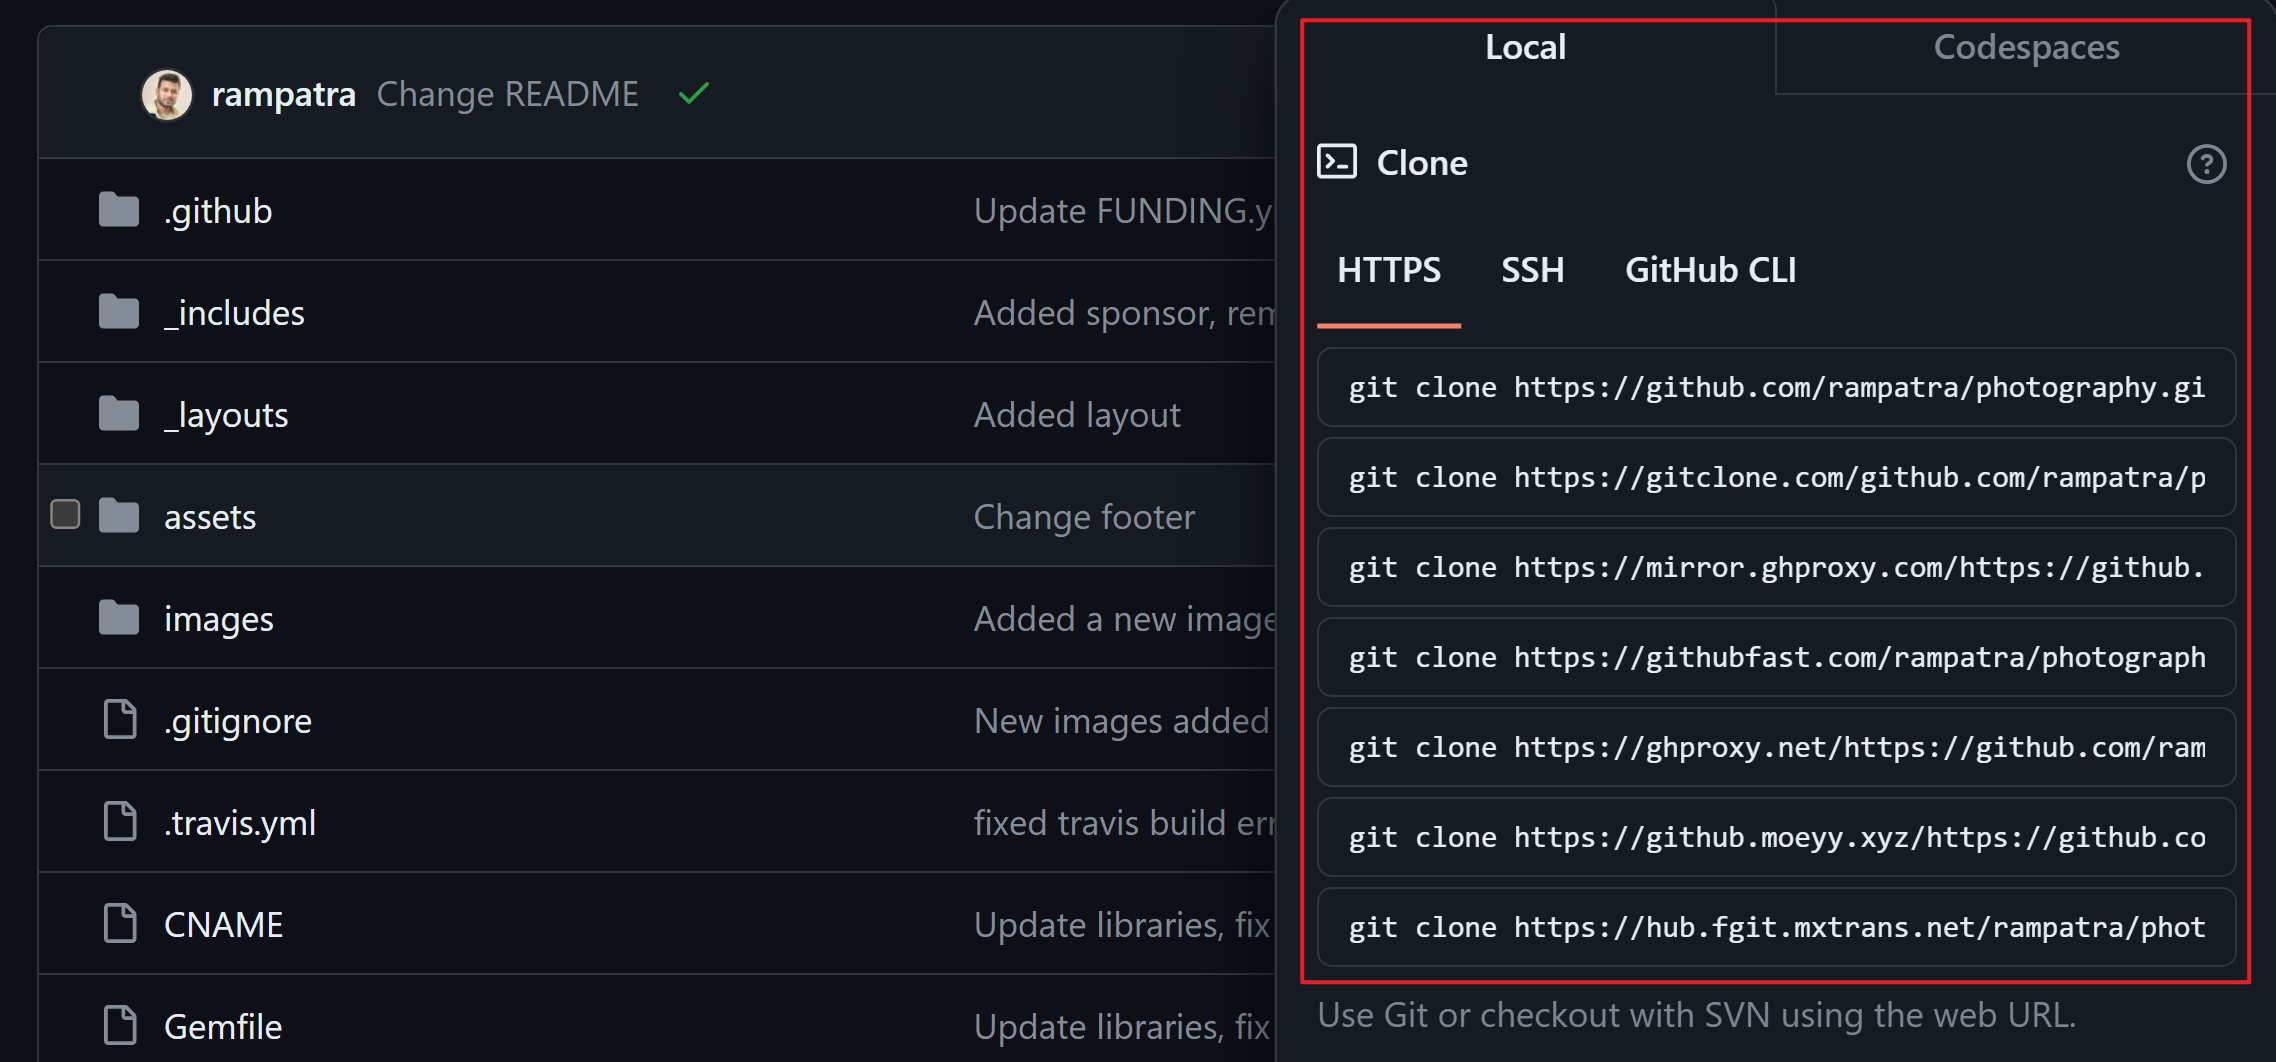 rampatra Change README
.github Update FUNDING.y
_includes Added sponsor, rem
_layouts Added layout
assets Change footer
images Added a new image
.gitignore New images added
.travis.yml fixed travis build err
CNAME Update libraries, fix
Gemfile Update libraries, fix
Local Codespaces
Clone
HTTPS SSH GitHub CLI
git clone https://github.com/rampatra/photography.gi
git clone https://gitclone.com/github.com/rampatra/p
git clone https://mirror.ghproxy.com/https://github.
git clone https://githubfast.com/rampatra/photograph
git clone https://ghproxy.net/https://github.com/ram
git clone https://github.moeyy.xyz/https://github.co
git clone https://hub.fgit.mxtrans.net/rampatra/phot
Use Git or checkout with SVN using the web URL.